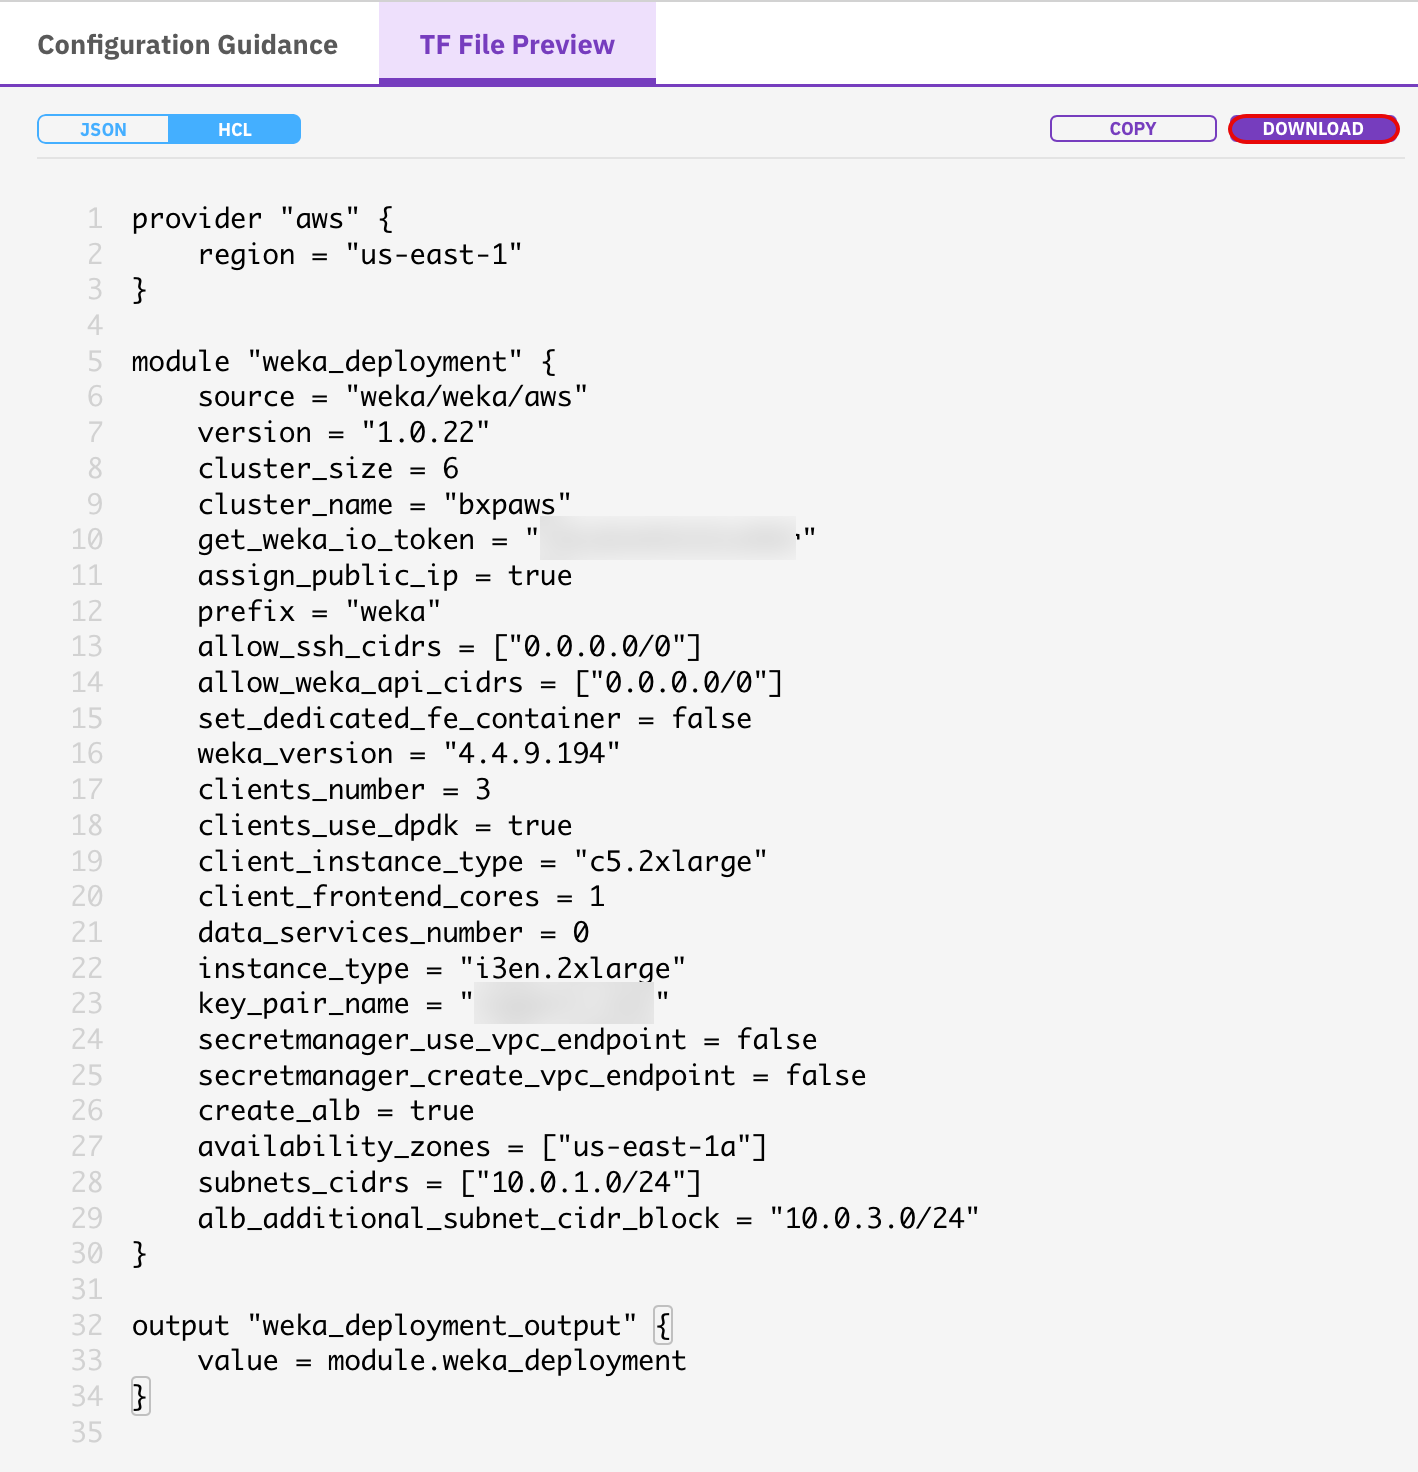 Configuration Guidance TF File Preview
JSON HCL COPY DOWNLOAD
1 provider "aws" {
2 region = "us-east-1"
3 }
4
5 module "weka_deployment" {
6 source = "weka/weka/aws"
7 version = "1.0.22"
8 cluster_size = 6
9 cluster_name = "bxpaws"
10 get_weka_io_token = " "
11 assign_public_ip = true
12 prefix = "weka"
13 allow_ssh_cidrs = ["0.0.0.0/0"]
14 allow_weka_api_cidrs = ["0.0.0.0/0"]
15 set_dedicated_fe_container = false
16 weka_version = "4.4.9.194"
17 clients_number = 3
18 clients_use_dpdk = true
19 client_instance_type = "c5.2xlarge"
20 client_frontend_cores = 1
21 data_services_number = 0
22 instance_type = "i3en.2xlarge"
23 key_pair_name = " "
24 secretmanager_use_vpc_endpoint = false
25 secretmanager_create_vpc_endpoint = false
26 create_alb = true
27 availability_zones = ["us-east-1a"]
28 subnets_cidrs = ["10.0.1.0/24"]
29 alb_additional_subnet_cidr_block = "10.0.3.0/24"
30 }
31
32 output "weka_deployment_output" {
33 value = module.weka_deployment
34 }
35